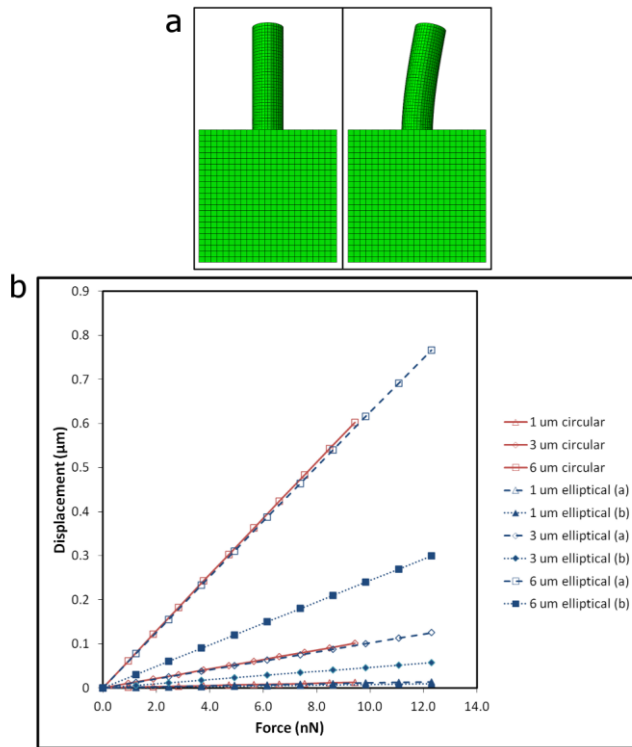 a
b
0.9
0.8
0.7
0.6
0.5
0.4
0.3
0.2
0.1
0
Displacement (µm)
0.0 2.0 4.0 6.0 8.0 10.0 12.0 14.0
Force (nN)
1 um circular
3 um circular
6 um circular
1 um elliptical (a)
1 um elliptical (b)
3 um elliptical (a)
3 um elliptical (b)
6 um elliptical (a)
6 um elliptical (b)